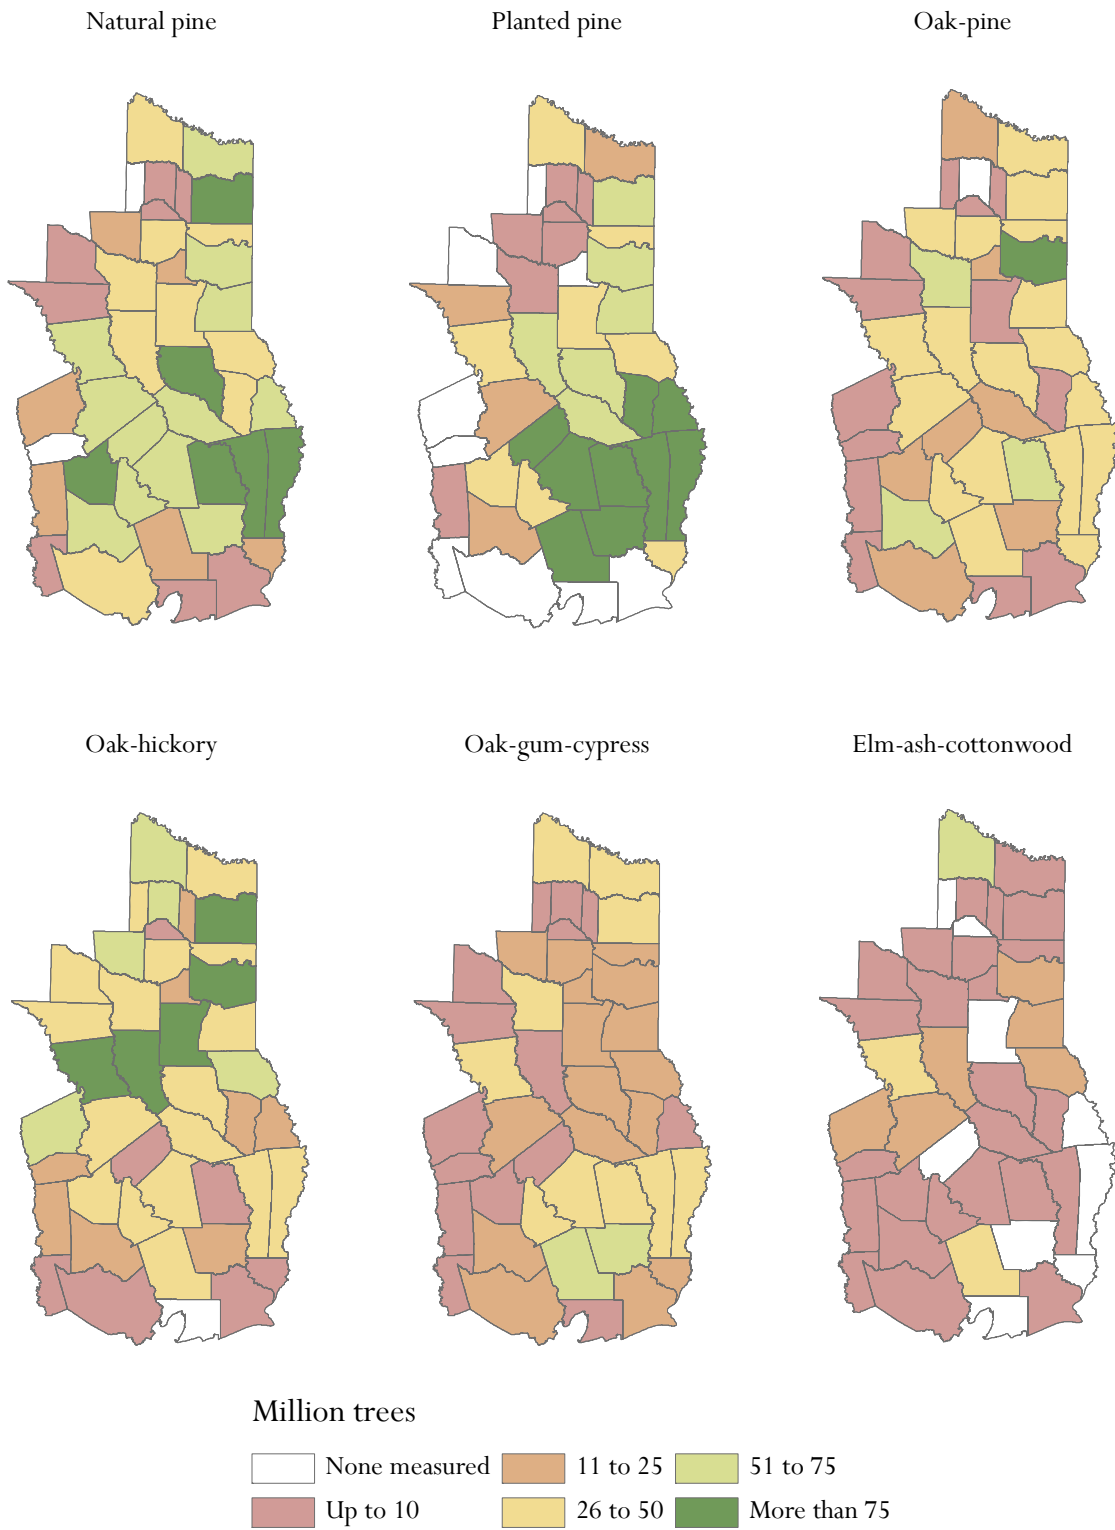 Natural pine
Planted pine
Oak-pine
Oak-hickory
Oak-gum-cypress
Elm-ash-cottonwood
Million trees
None measured
11 to 25
51 to 75
Up to 10
26 to 50
More than 75